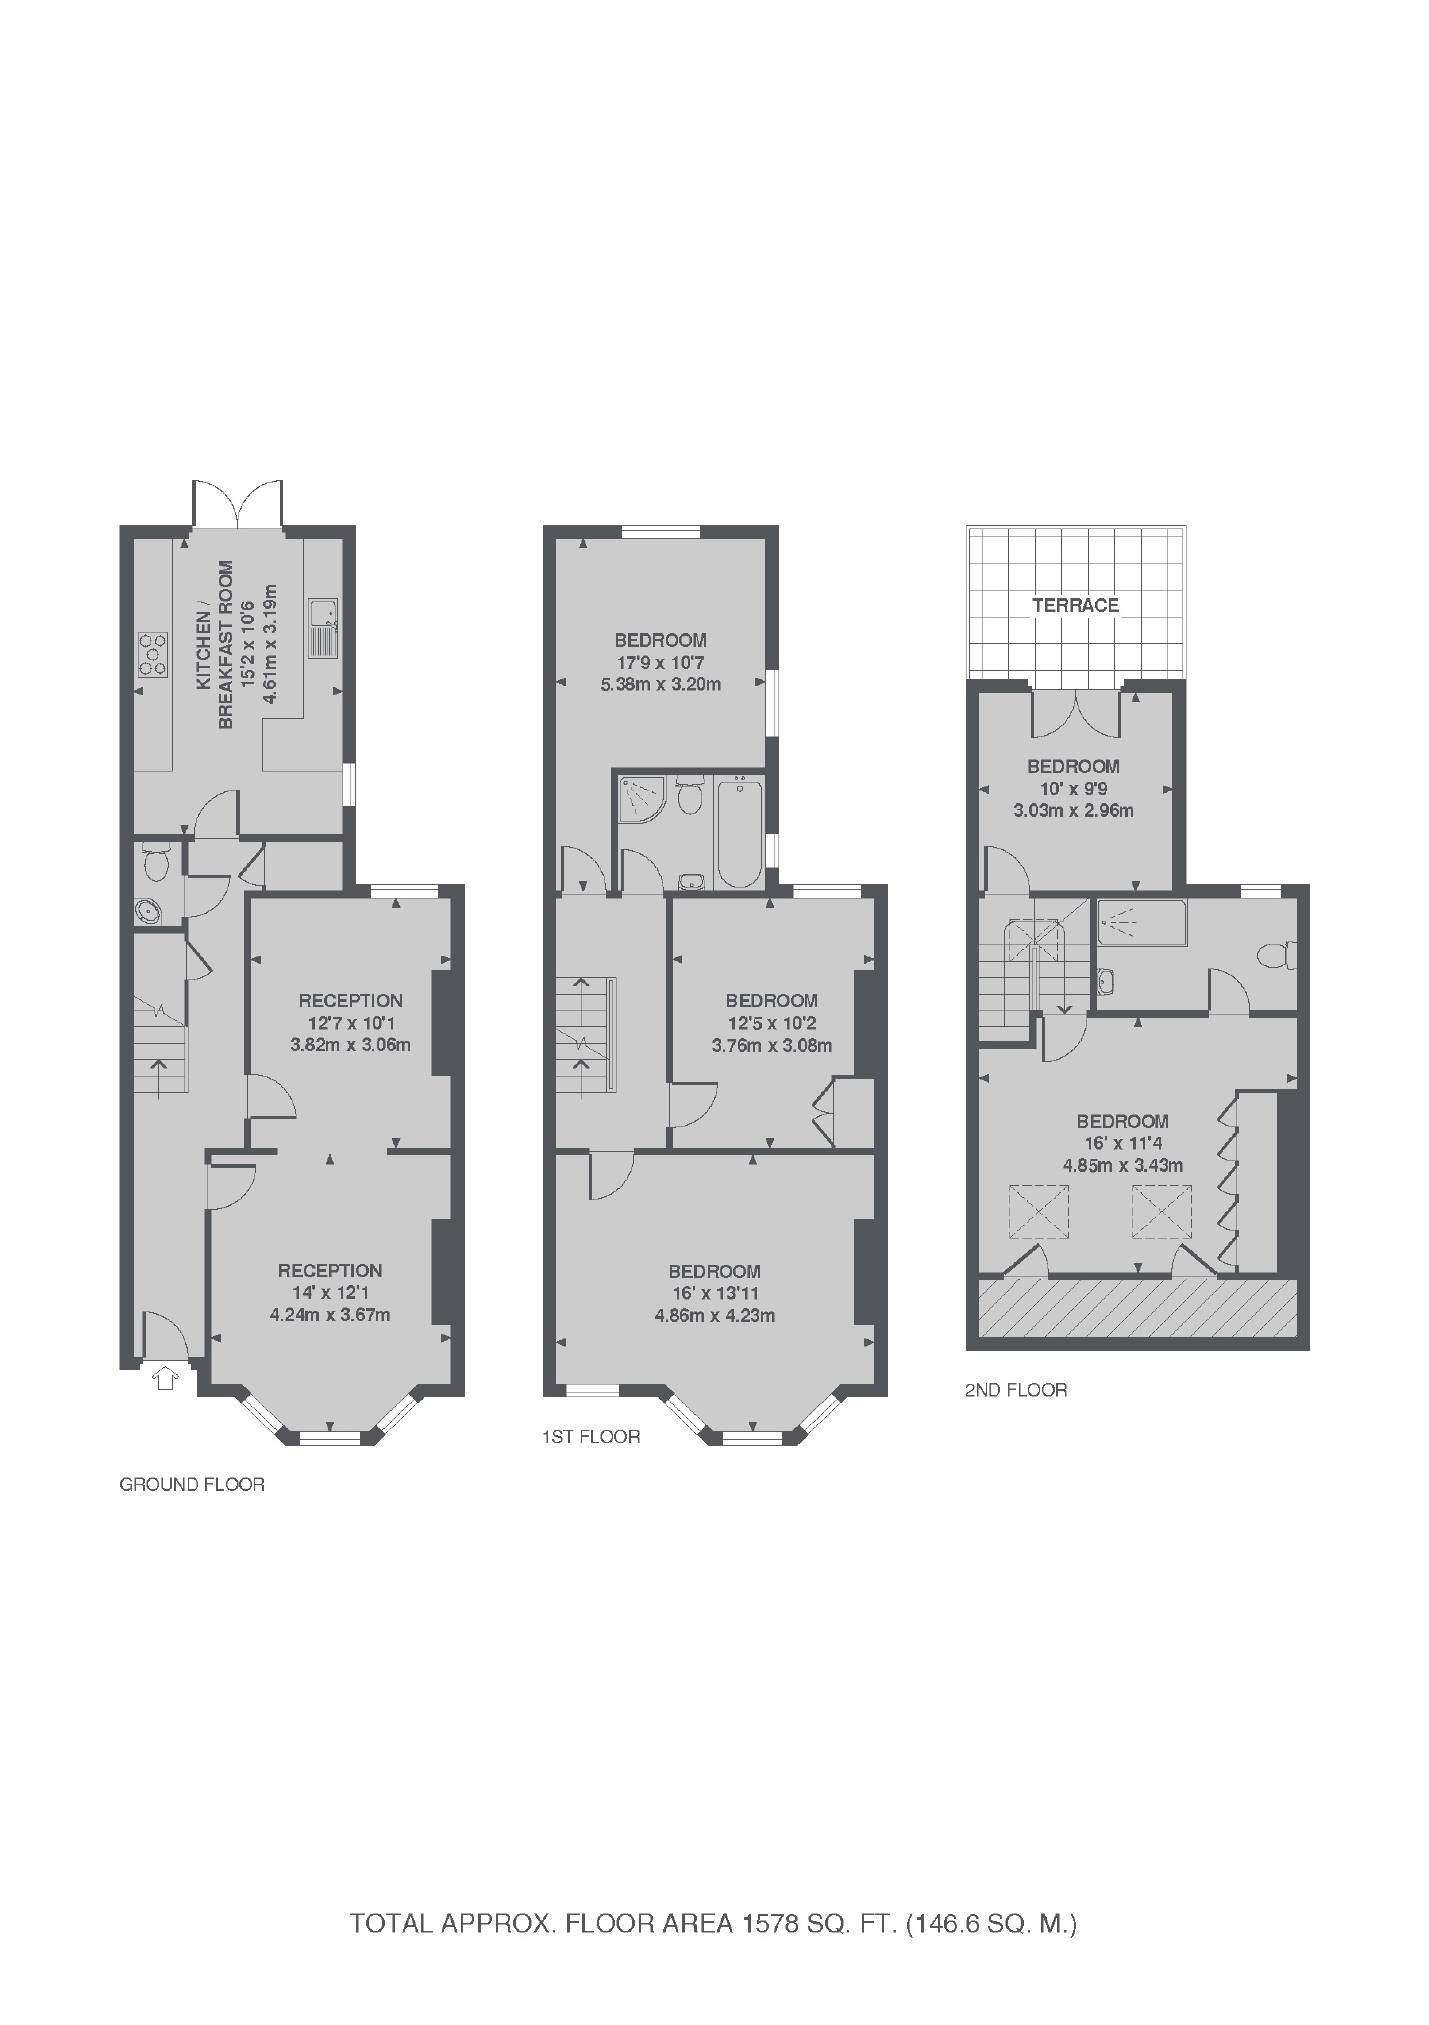 KITCHEN /
BREAKFAST ROOM
15'2 x 10'6
4.61m x 3.19m
RECEPTION
12'7 x 10'1
3.82m x 3.06m
RECEPTION
14' x 12'1
4.24m x 3.67m
GROUND FLOOR
BEDROOM
17'9 x 10'7
5.38m x 3.20m
BEDROOM
12'5 x 10'2
3.76m x 3.08m
BEDROOM
16' x 13'11
4.86m x 4.23m
1ST FLOOR
TERRACE
BEDROOM
10' x 9'9
3.03m x 2.96m
BEDROOM
16' x 11'4
4.85m x 3.43m
2ND FLOOR
TOTAL APPROX. FLOOR AREA 1578 SQ. FT. (146.6 SQ. M.)